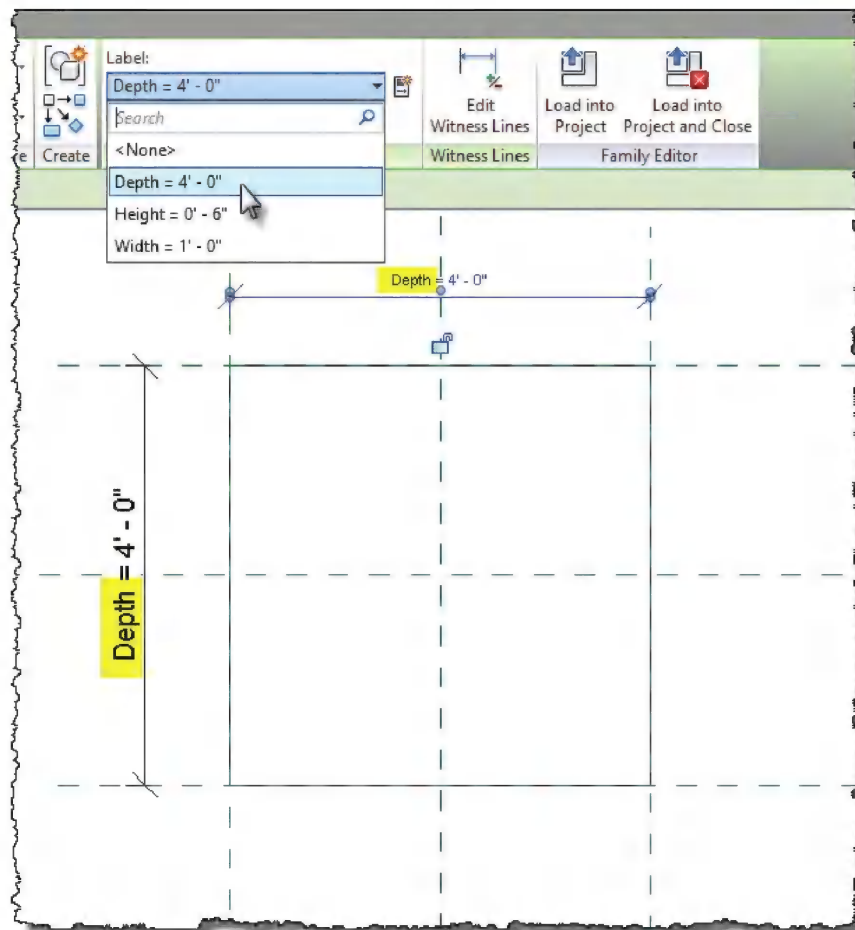 Label:
Depth = 4' - 0"
Search
<None>
Depth = 4' - 0"
Height = 0' - 6"
Width = 1' - 0"
Edit
Witness Lines
Load into
Project
Load into
Project and Close
re
Create
Witness Lines
Family Editor
Depth = 4' - 0"
Depth = 4' - 0"